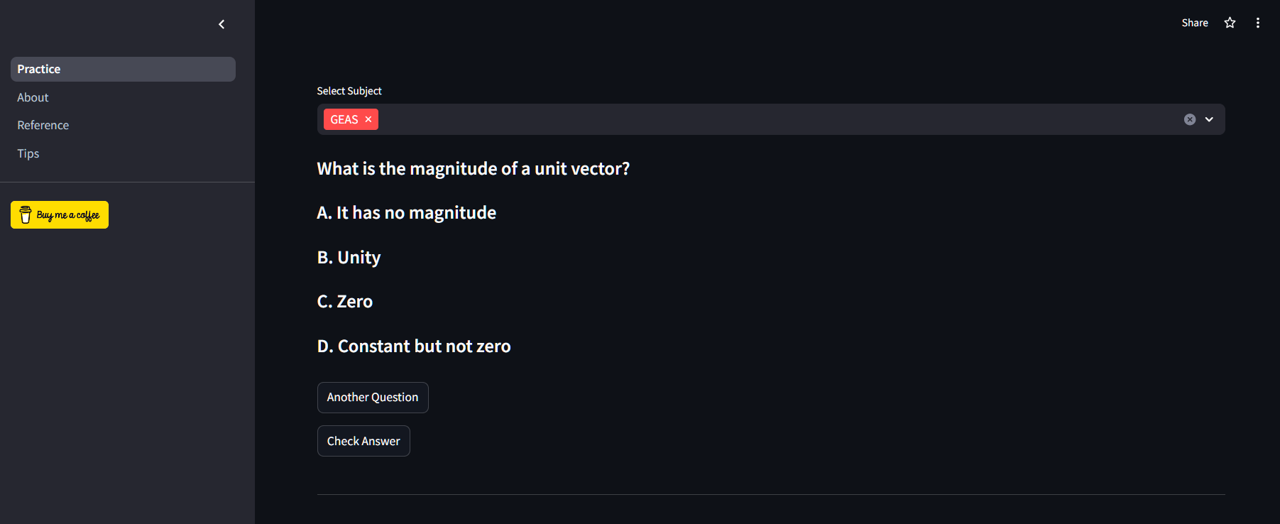 Share
Practice
About
Reference
Tips
Buy me a coffee
Select Subject
GEAS
What is the magnitude of a unit vector?
A. It has no magnitude
B. Unity
C. Zero
D. Constant but not zero
Another Question
Check Answer